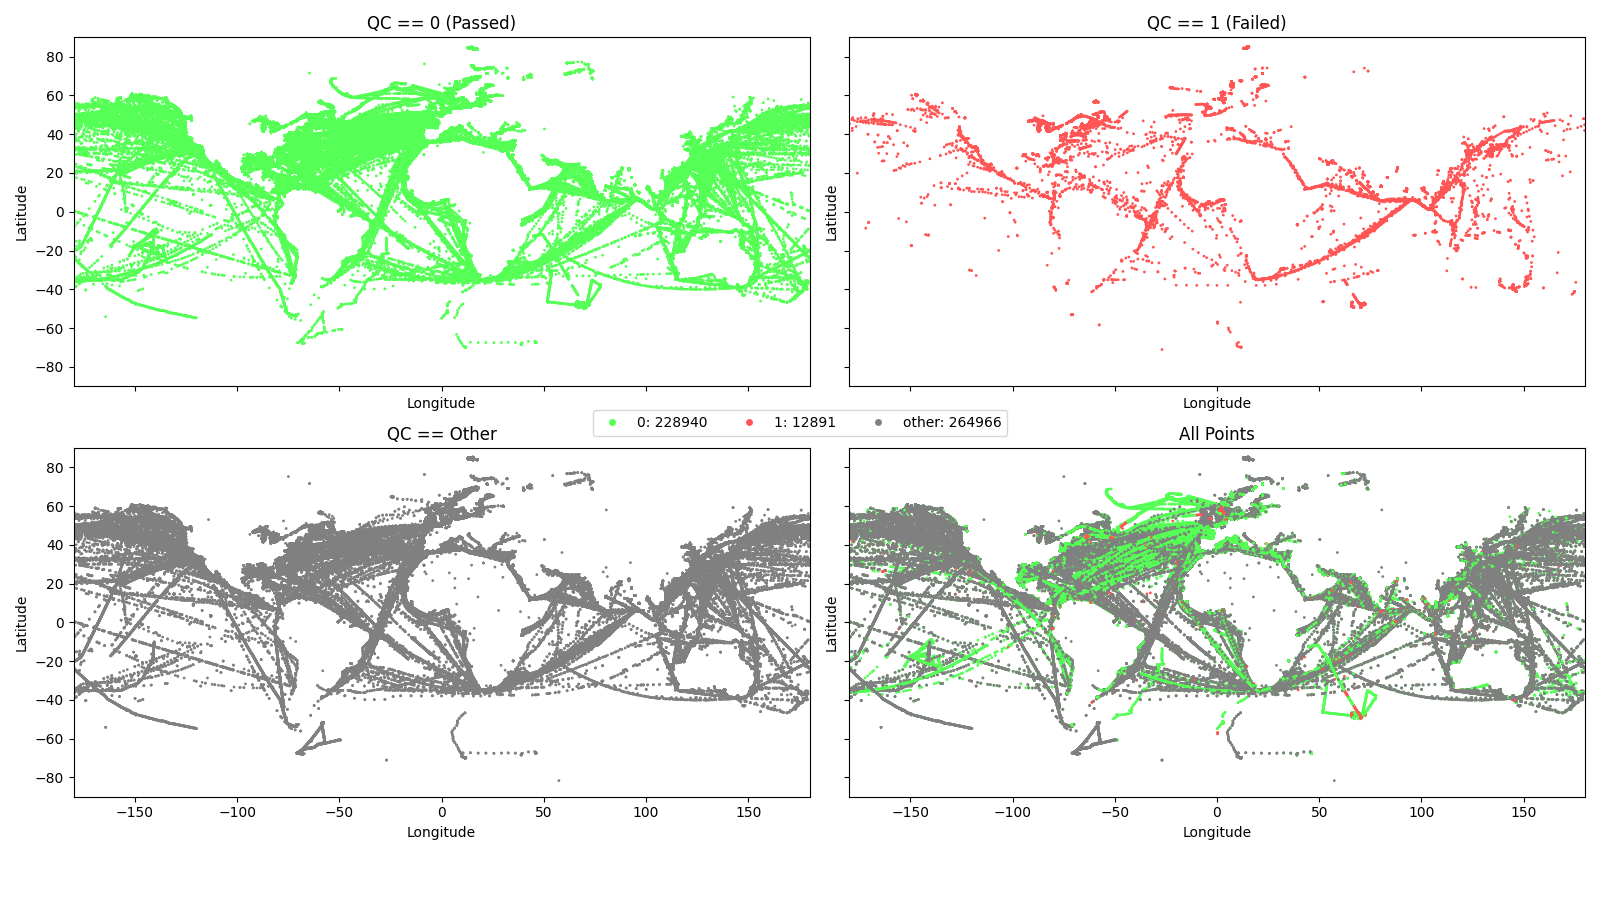 QC == 0 (Passed)
QC == 1 (Failed)
80
60
40
20
0
−20
−40
−60
−80
Latitude
Latitude
Longitude
Longitude
0: 228940 1: 12891 other: 264966
QC == Other
All Points
80
60
40
20
0
−20
−40
−60
−80
Latitude
Latitude
−150 −100 −50 0 50 100 150
−150 −100 −50 0 50 100 150
Longitude
Longitude